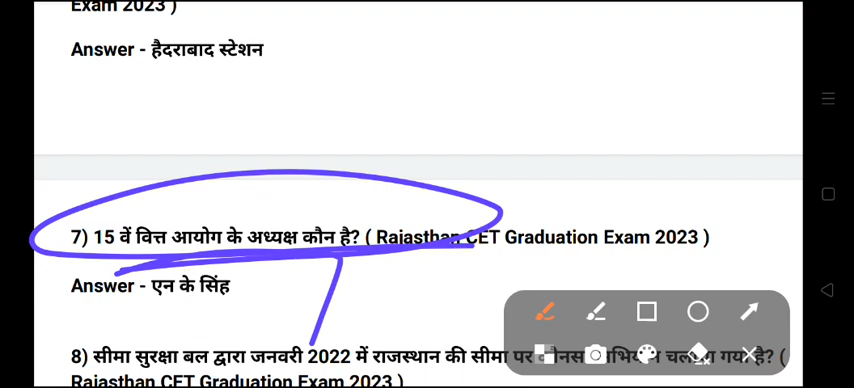 Exam 2023 )
Answer - हैदराबाद स्टेशन
7) 15 वें वित्त आयोग के अध्यक्ष कौन है? ( Rajasthan CET Graduation Exam 2023 )
Answer - एन के सिंह
8) सीमा सुरक्षा बल द्वारा जनवरी 2022 में राजस्थान की सीमा पर गया है? (
Rajasthan CET Graduation Exam 2023 )